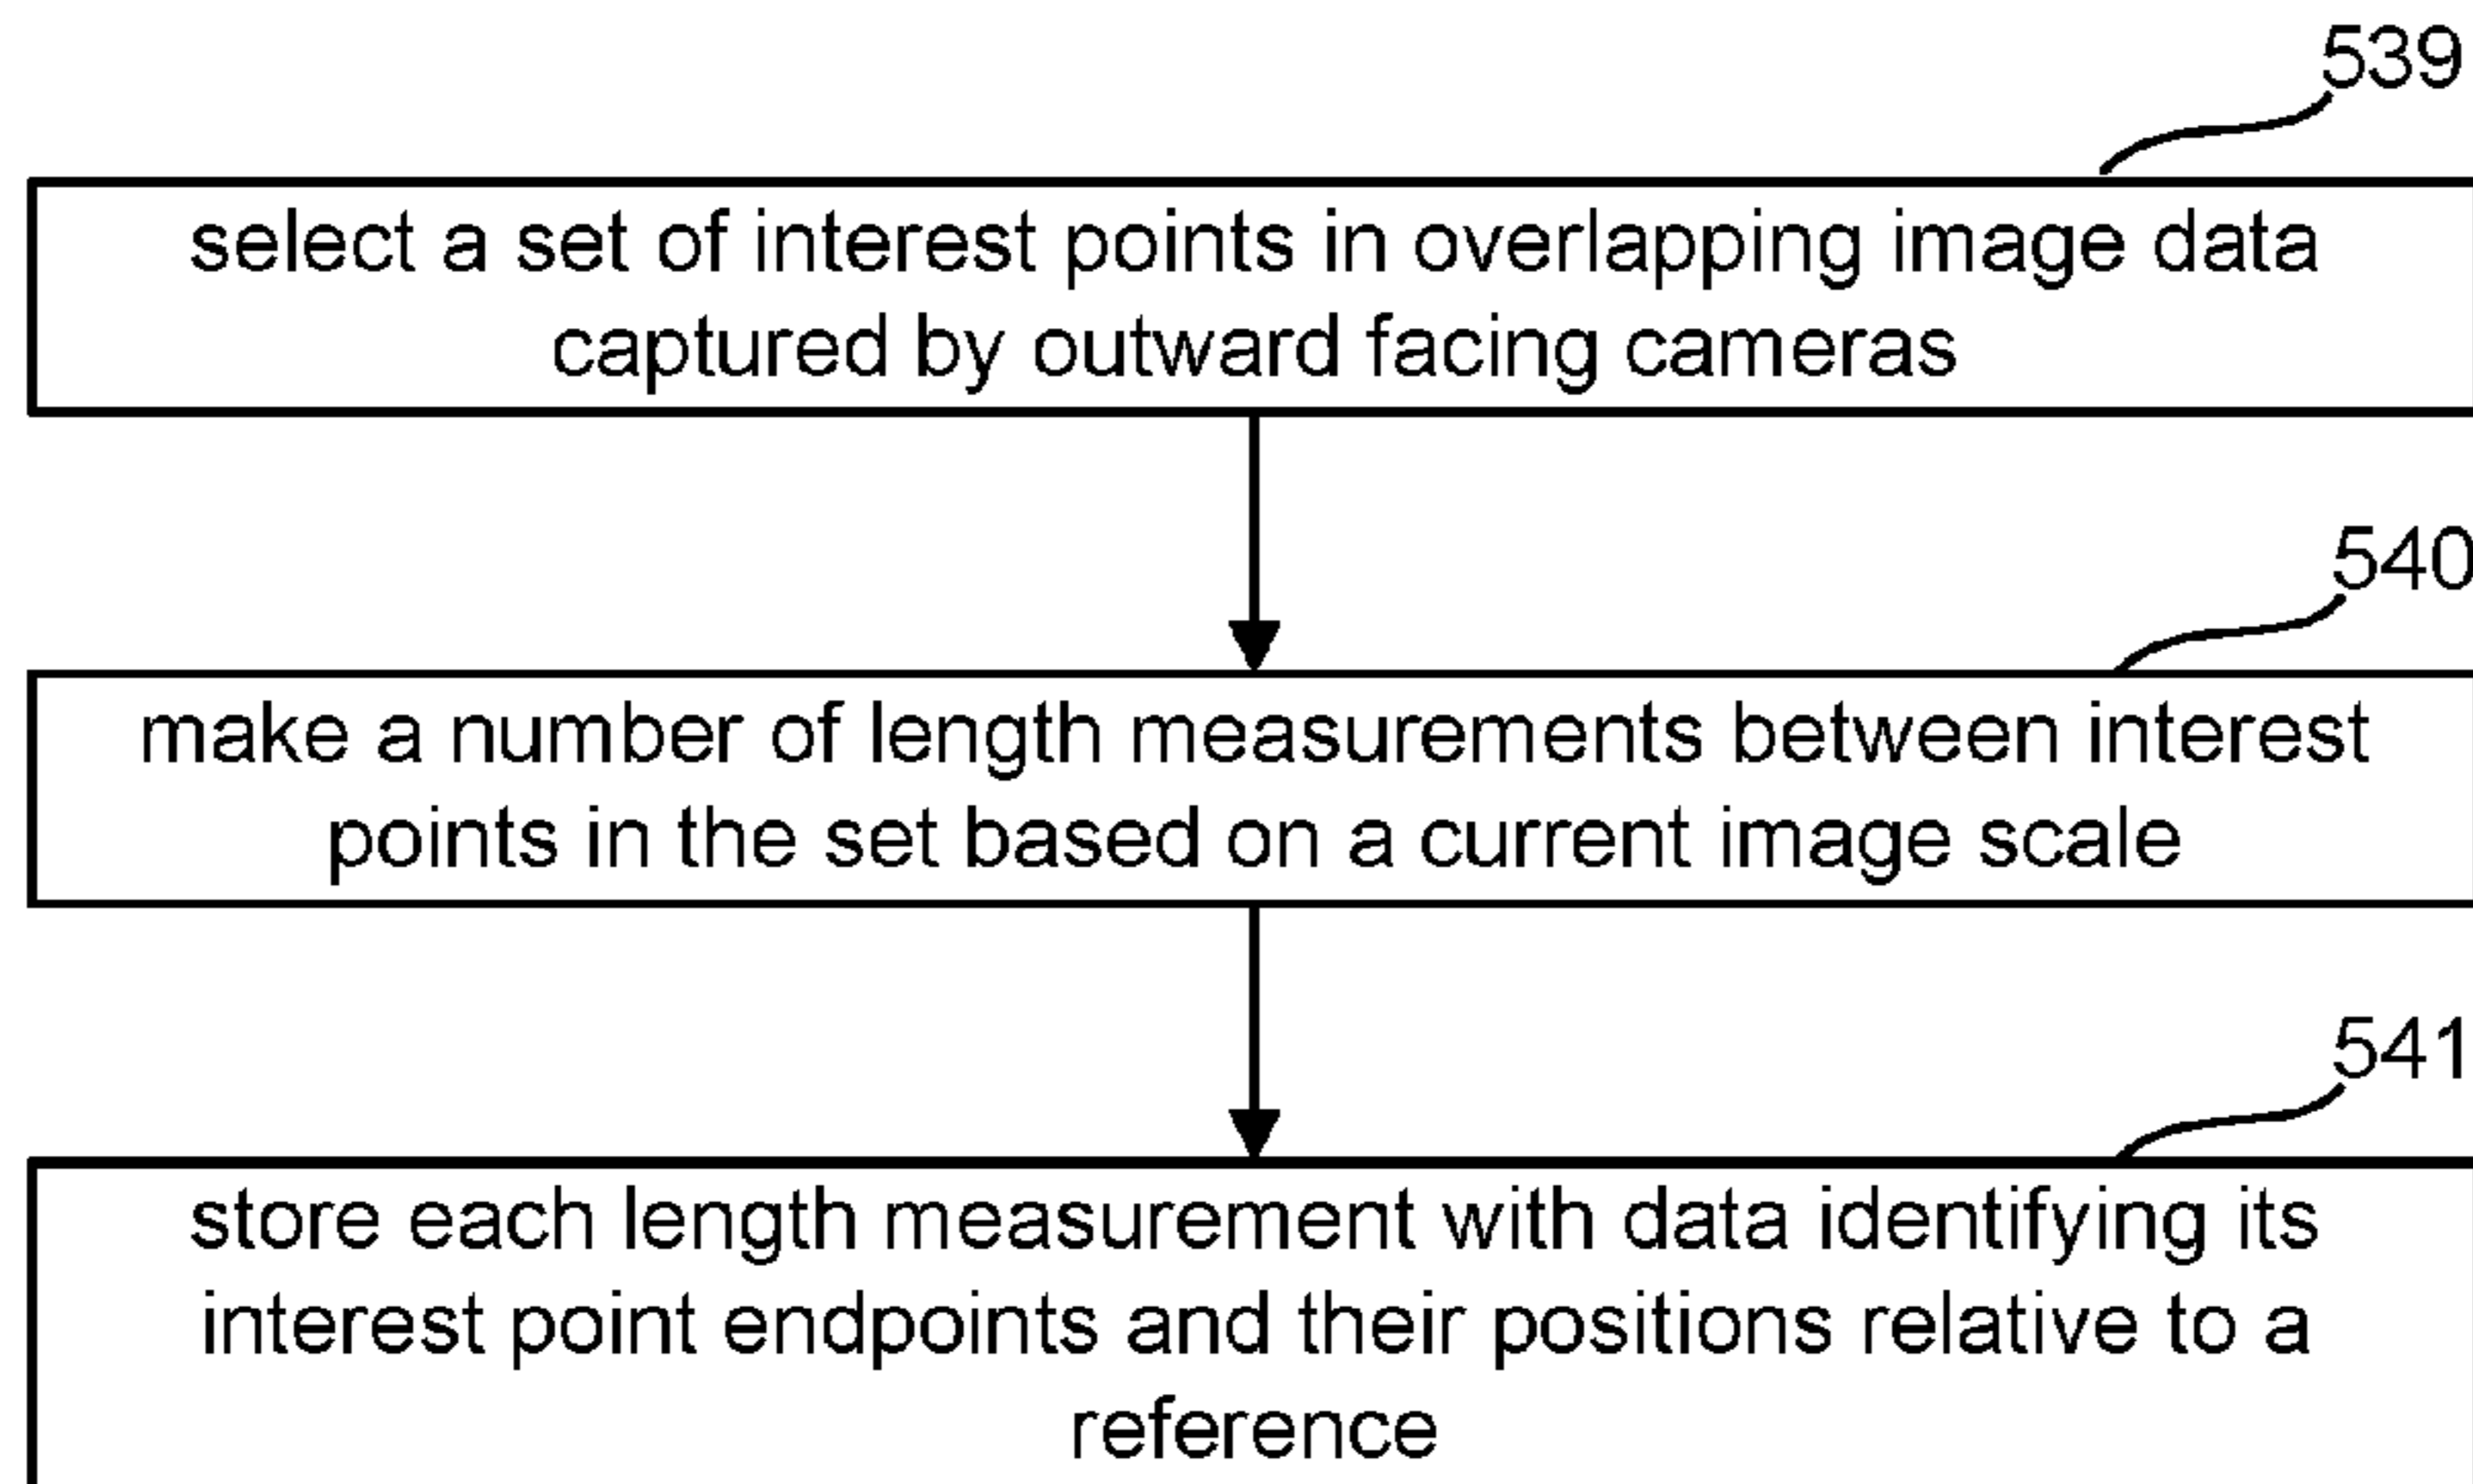 539
select a set of interest points in overlapping image data
captured by outward facing cameras
540
make a number of length measurements between interest
points in the set based on a current image scale
541
store each length measurement with data identifying its
interest point endpoints and their positions relative to a
reference